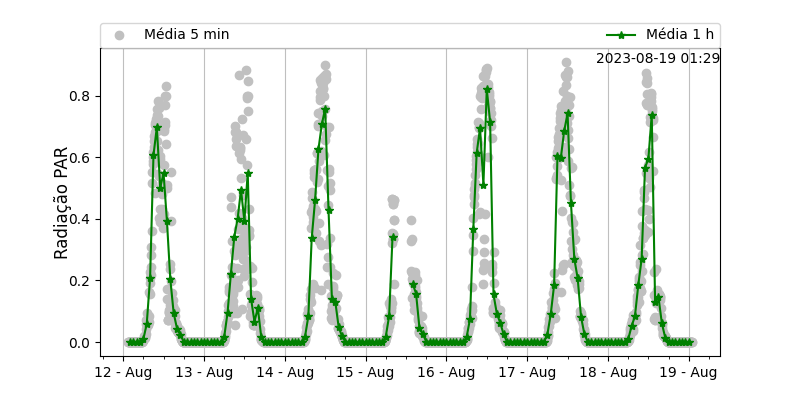 Média 5 min
Média 1 h
2023-08-19 01:29
Radiação PAR
0.8
0.6
0.4
0.2
0.0
12 - Aug
13 - Aug
14 - Aug
15 - Aug
16 - Aug
17 - Aug
18 - Aug
19 - Aug